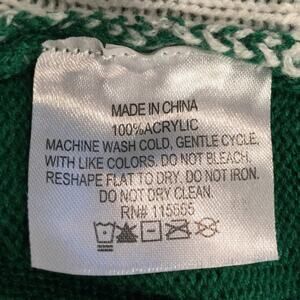 MADE IN CHINA
100%ACRYLIC
MACHINE WASH COLD, GENTLE CYCLE,
WITH LIKE COLORS. DO NOT BLEACH.
RESHAPE FLAT TO DRY. DO NOT IRON.
DO NOT DRY CLEAN.
RN# 115655